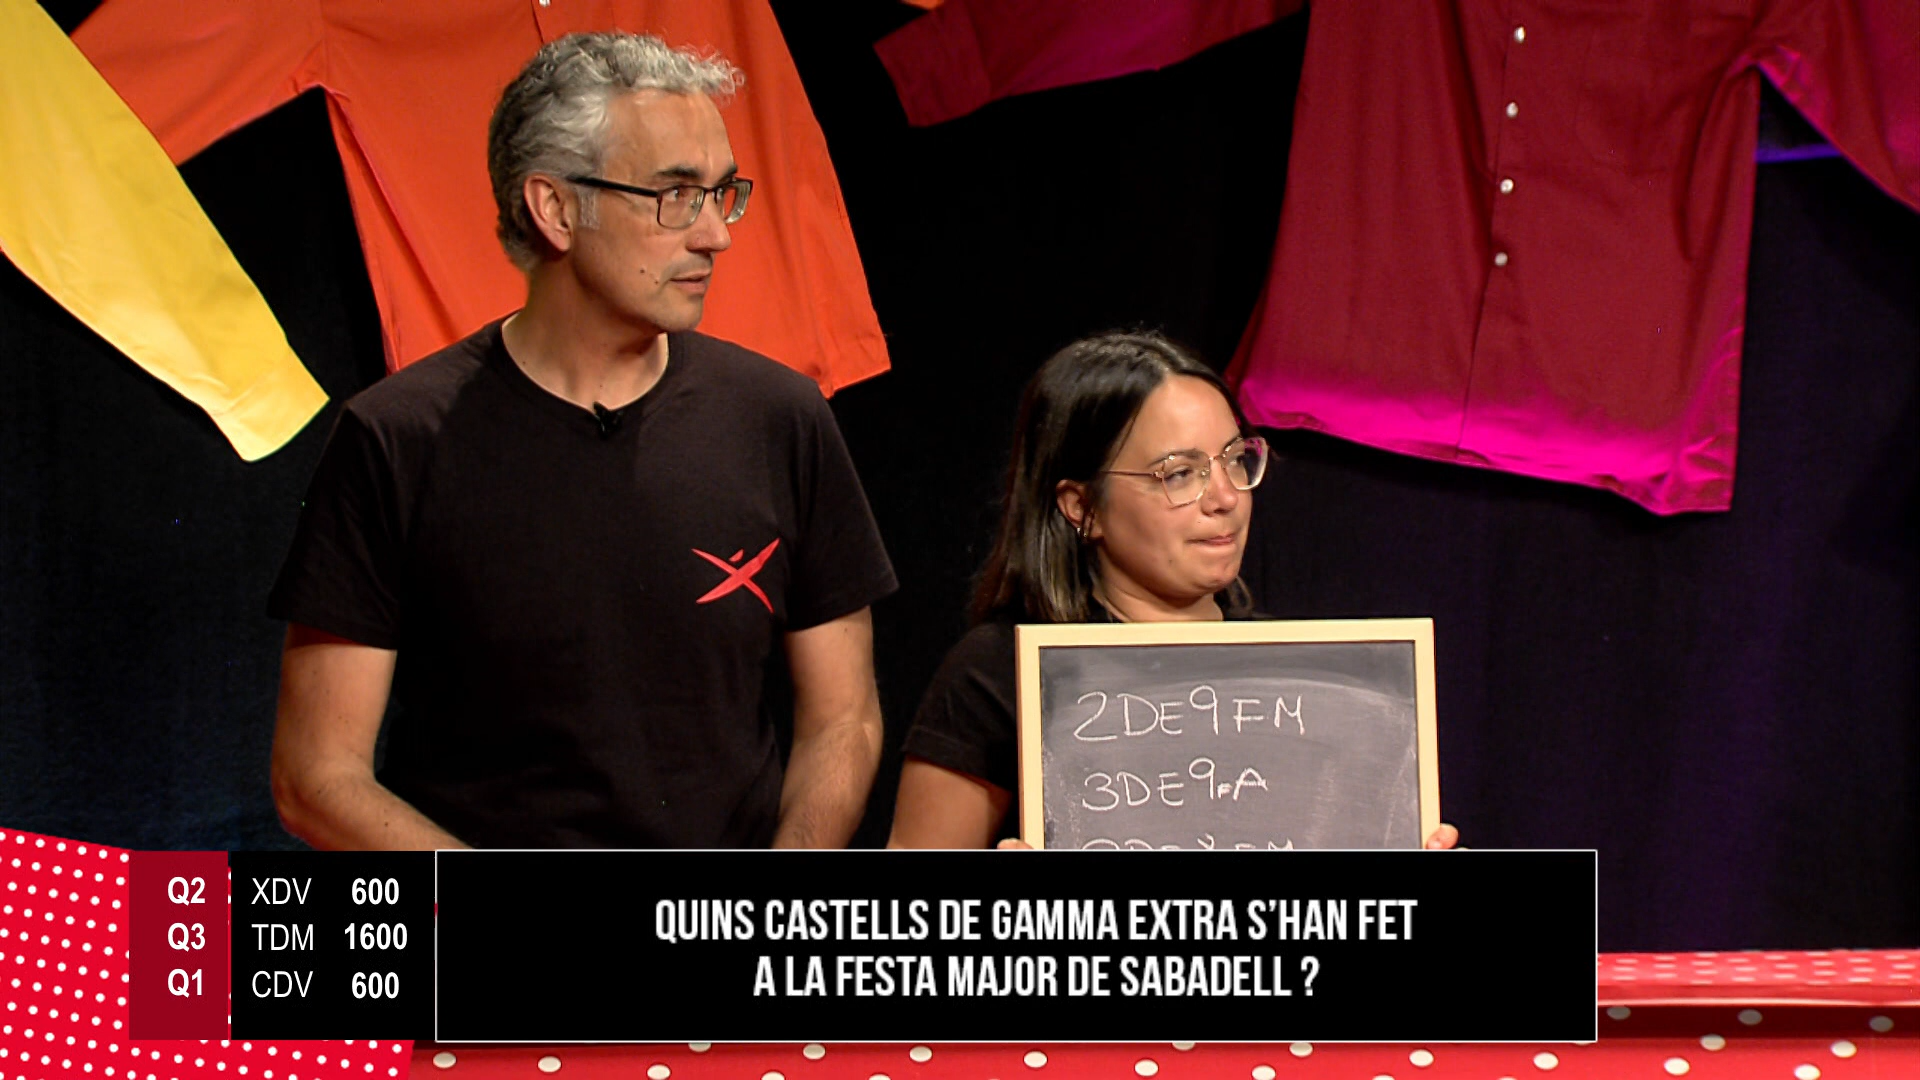 2DE9FM
3DE9FA
Q2 XDV 600
Q3 TDM 1600
Q1 CDV 600
QUINS CASTELLS DE GAMMA EXTRA S'HAN FET
A LA FESTA MAJOR DE SABADELL ?